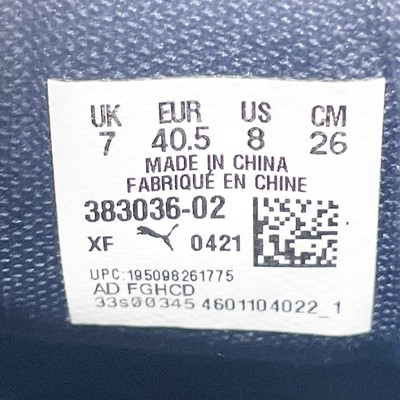 UK EUR US CM
7 40.5 8 26
MADE IN CHINA
FABRIQUÉ EN CHINE
383036-02
XF 0421
UPC:195098261775
AD FGHCD
33s00345 4601104022_1